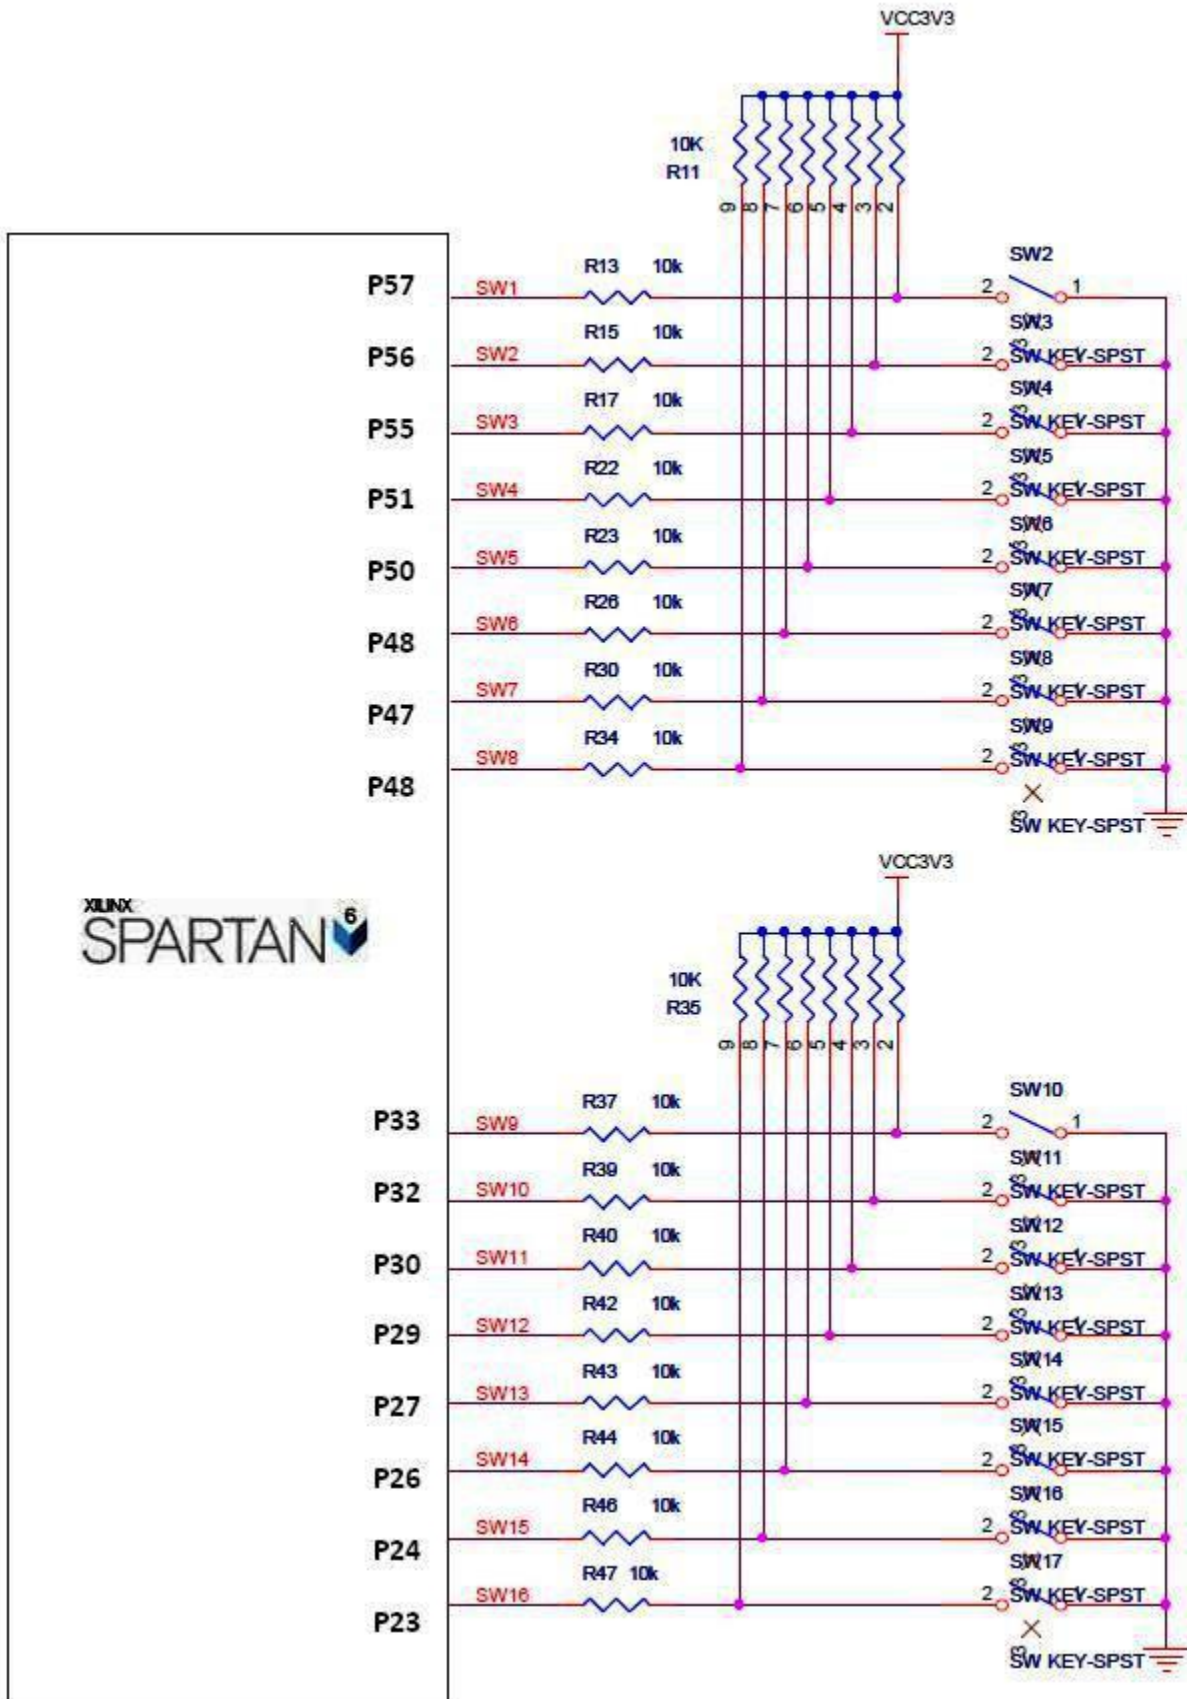 VCC3V3
10K
R11
9 8 7 6 5 4 3 2
SW2
P57 SW1 R13 10k 2 1
SW3
P56 SW2 R15 10k 2 SW KEY-SPST
SW4
P55 SW3 R17 10k 2 SW KEY-SPST
SW5
P51 SW4 R22 10k 2 SW KEY-SPST
SW6
P50 SW5 R23 10k 2 SW KEY-SPST
SW7
P48 SW6 R26 10k 2 SW KEY-SPST
SW8
P47 SW7 R30 10k 2 SW KEY-SPST
SW9
P48 SW8 R34 10k 2 SW KEY-SPST
SW KEY-SPST
VCC3V3
XILINX
SPARTAN 6
10K
R35
9 8 7 6 5 4 3 2
SW10
P33 SW9 R37 10k 2 1
SW11
P32 SW10 R39 10k 2 SW KEY-SPST
SW12
P30 SW11 R40 10k 2 SW KEY-SPST
SW13
P29 SW12 R42 10k 2 SW KEY-SPST
SW14
P27 SW13 R43 10k 2 SW KEY-SPST
SW15
P26 SW14 R44 10k 2 SW KEY-SPST
SW16
P24 SW15 R46 10k 2 SW KEY-SPST
SW17
P23 SW16 R47 10k 2 SW KEY-SPST
SW KEY-SPST